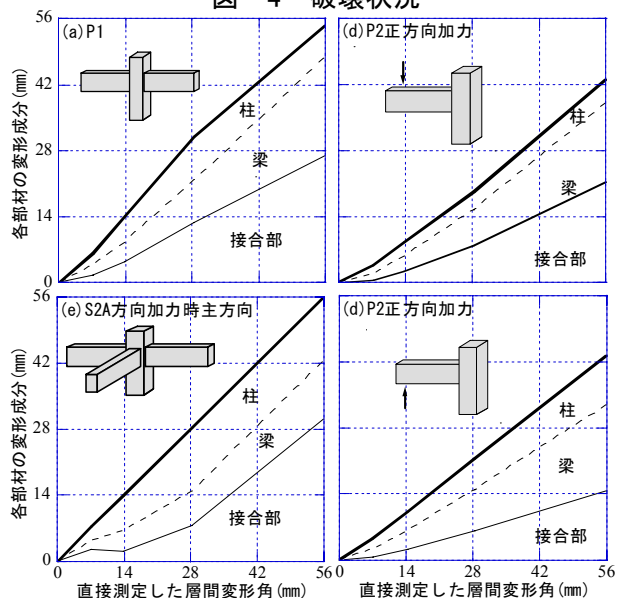 図 4 破壊状況
各部材の変形成分(mm)
56
42
28
14
0
(a)P1
柱
梁
接合部
(d)P2正方向加力
柱
梁
接合部
各部材の変形成分(mm)
56
42
28
14
0
(e)S2A方向加力時主方向
柱
梁
接合部
(d)P2正方向加力
柱
梁
接合部
0 14 28 42 56 14 28 42 56
直接測定した層間変形角(mm) 直接測定した層間変形角(mm)